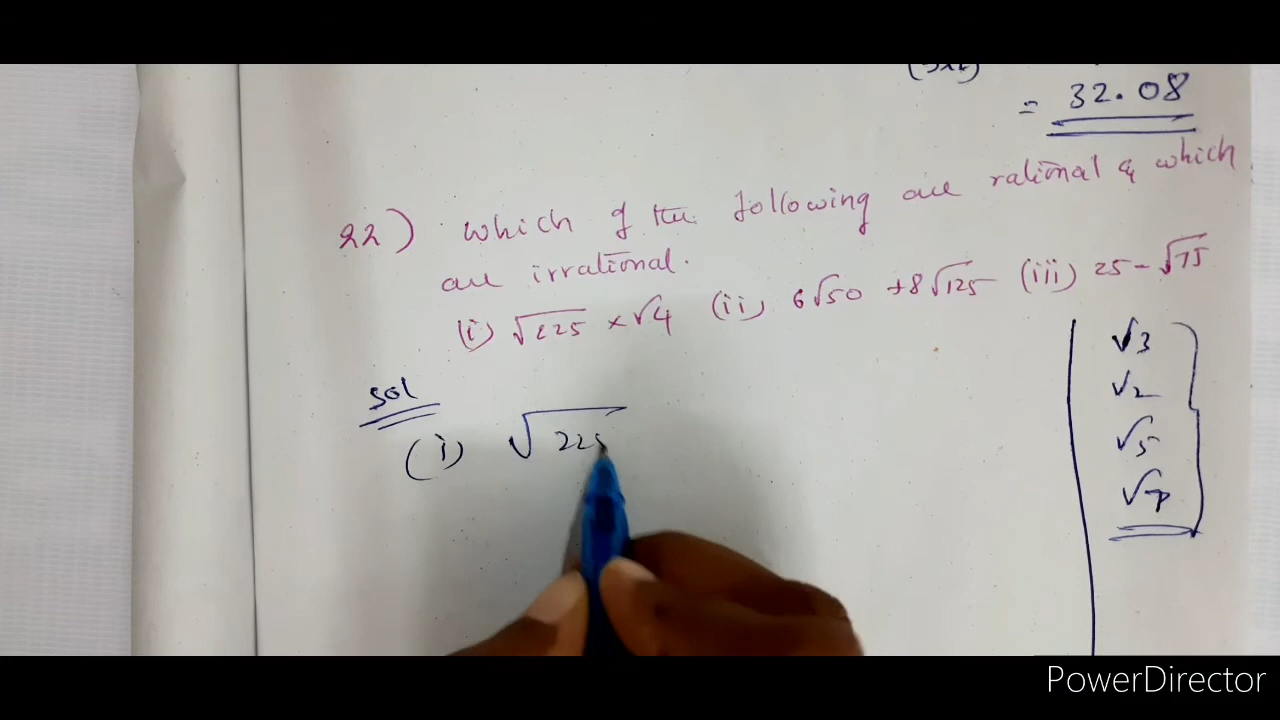 = 32.08
22) Which of the following are rational & which
are irrational.
(i) √225 × √4 (ii) 6√50 + 8√125 (iii) 25 - √75
√3
√2
√5
√7
Sol
(i) √225
PowerDirector